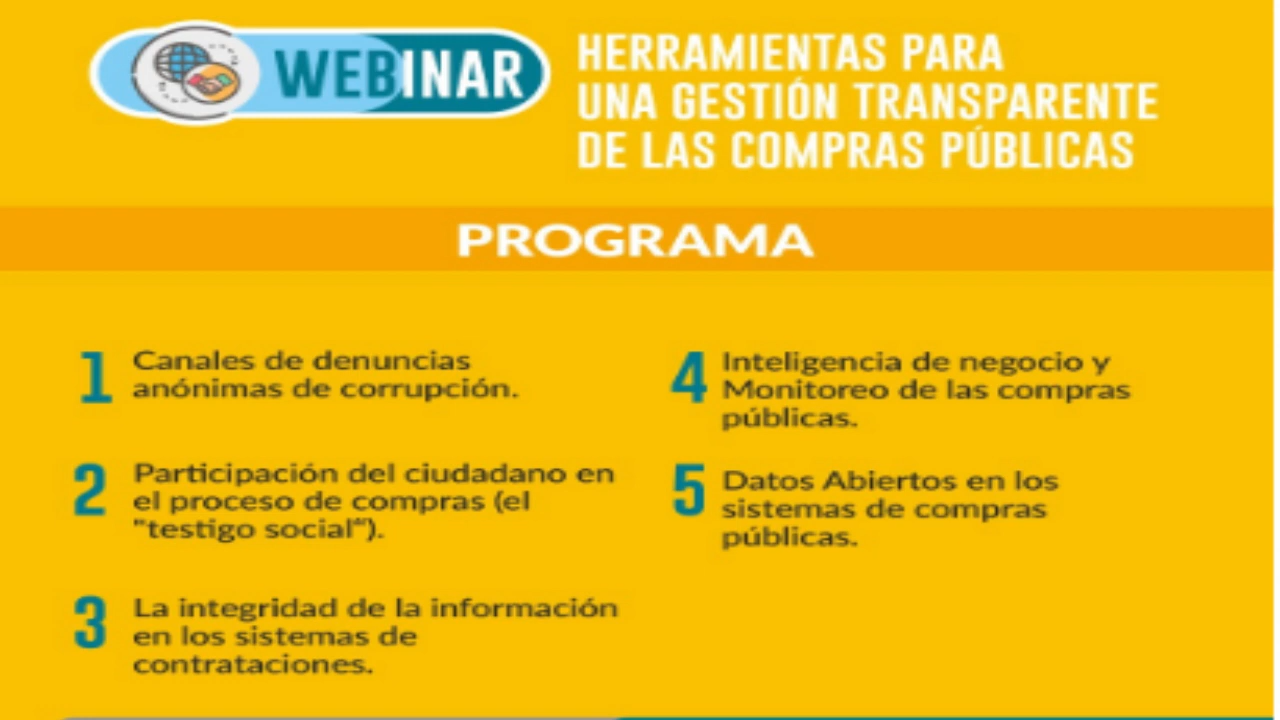 WEBINAR
HERRAMIENTAS PARA
UNA GESTIÓN TRANSPARENTE
DE LAS COMPRAS PÚBLICAS
PROGRAMA
1 Canales de denuncias
anónimas de corrupción.
2 Participación del ciudadano en
el proceso de compras (el
"testigo social“).
3 La integridad de la información
en los sistemas de
contrataciones.
4 Inteligencia de negocio y
Monitoreo de las compras
públicas.
5 Datos Abiertos en los
sistemas de compras
públicas.